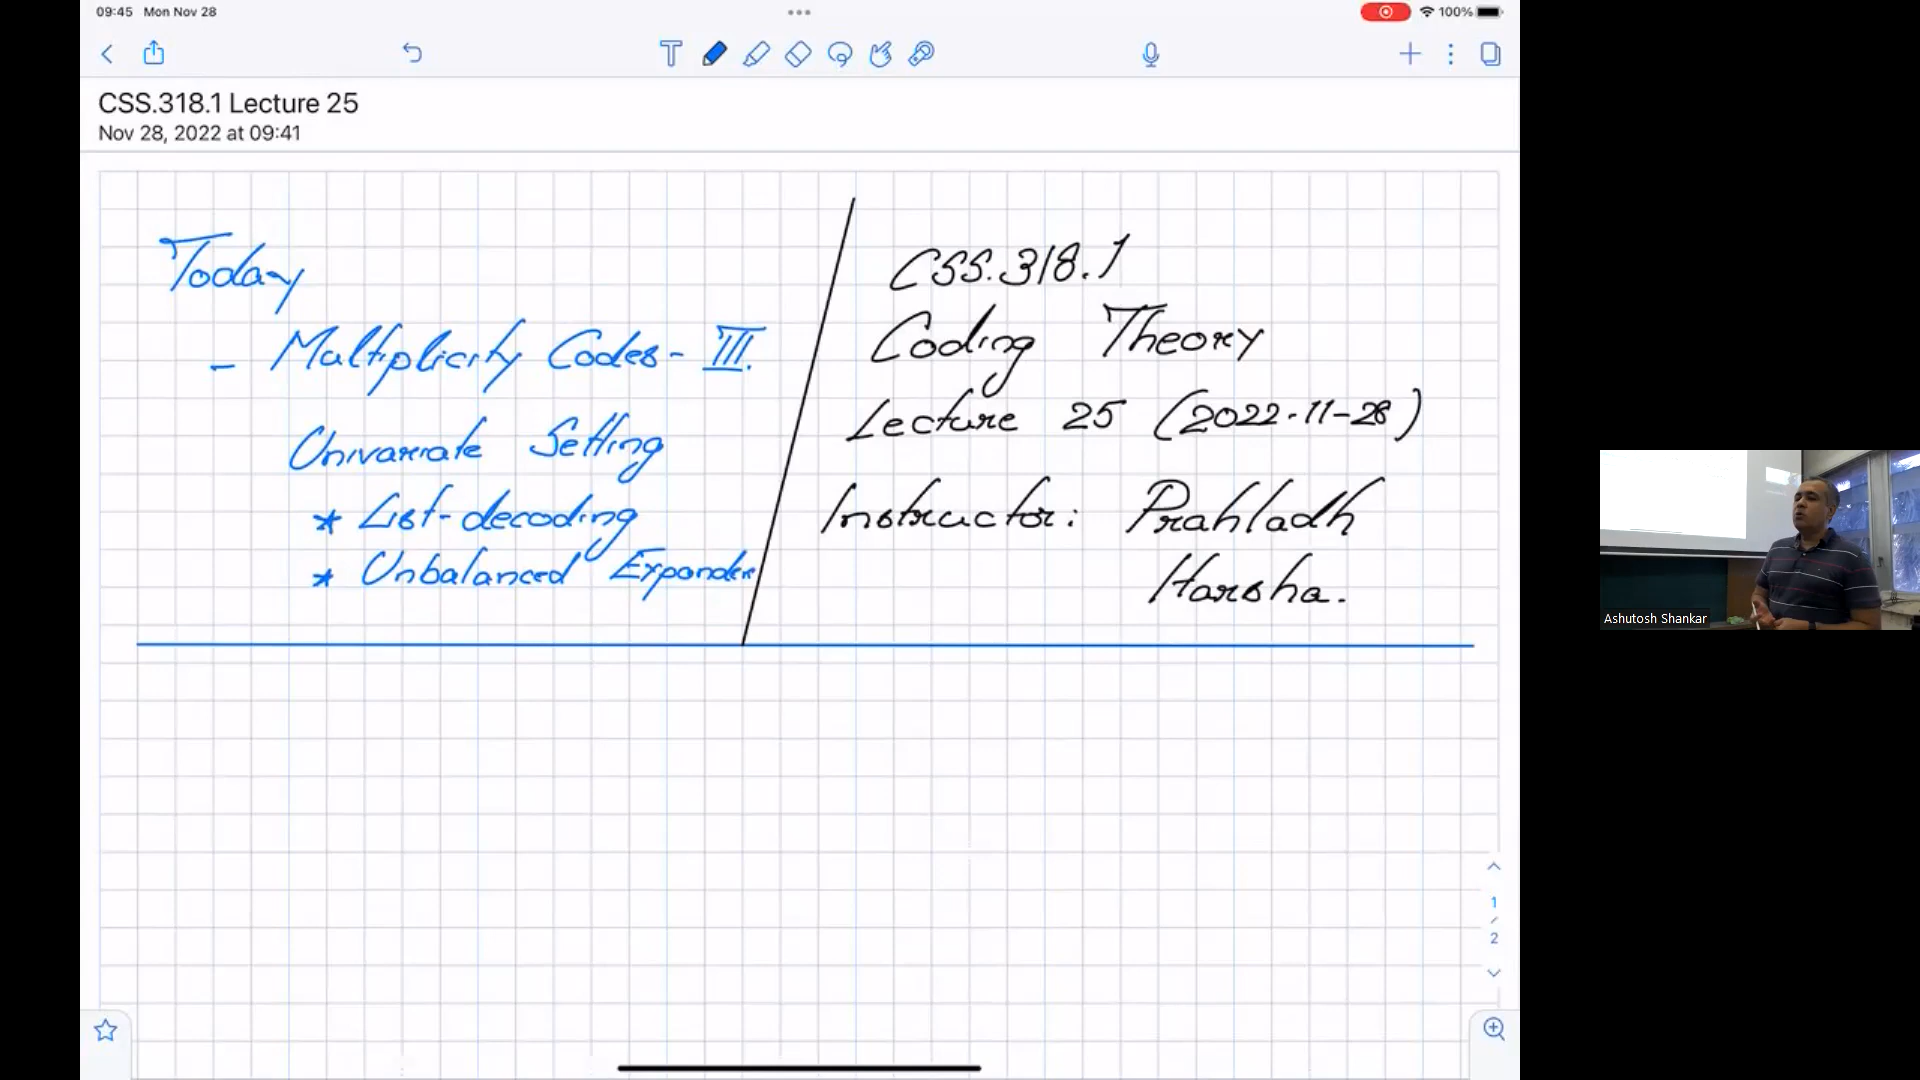 09:45 Mon Nov 28
100%
CSS.318.1 Lecture 25
Nov 28, 2022 at 09:41
Today
- Multiplicity Codes - III.
Univariate Setting
* List-decoding
* Unbalanced Expander
CSS.318.1
Coding Theory
Lecture 25 (2022-11-28)
Instructor: Prahladh
Harsha.
1
2
Ashutosh Shankar